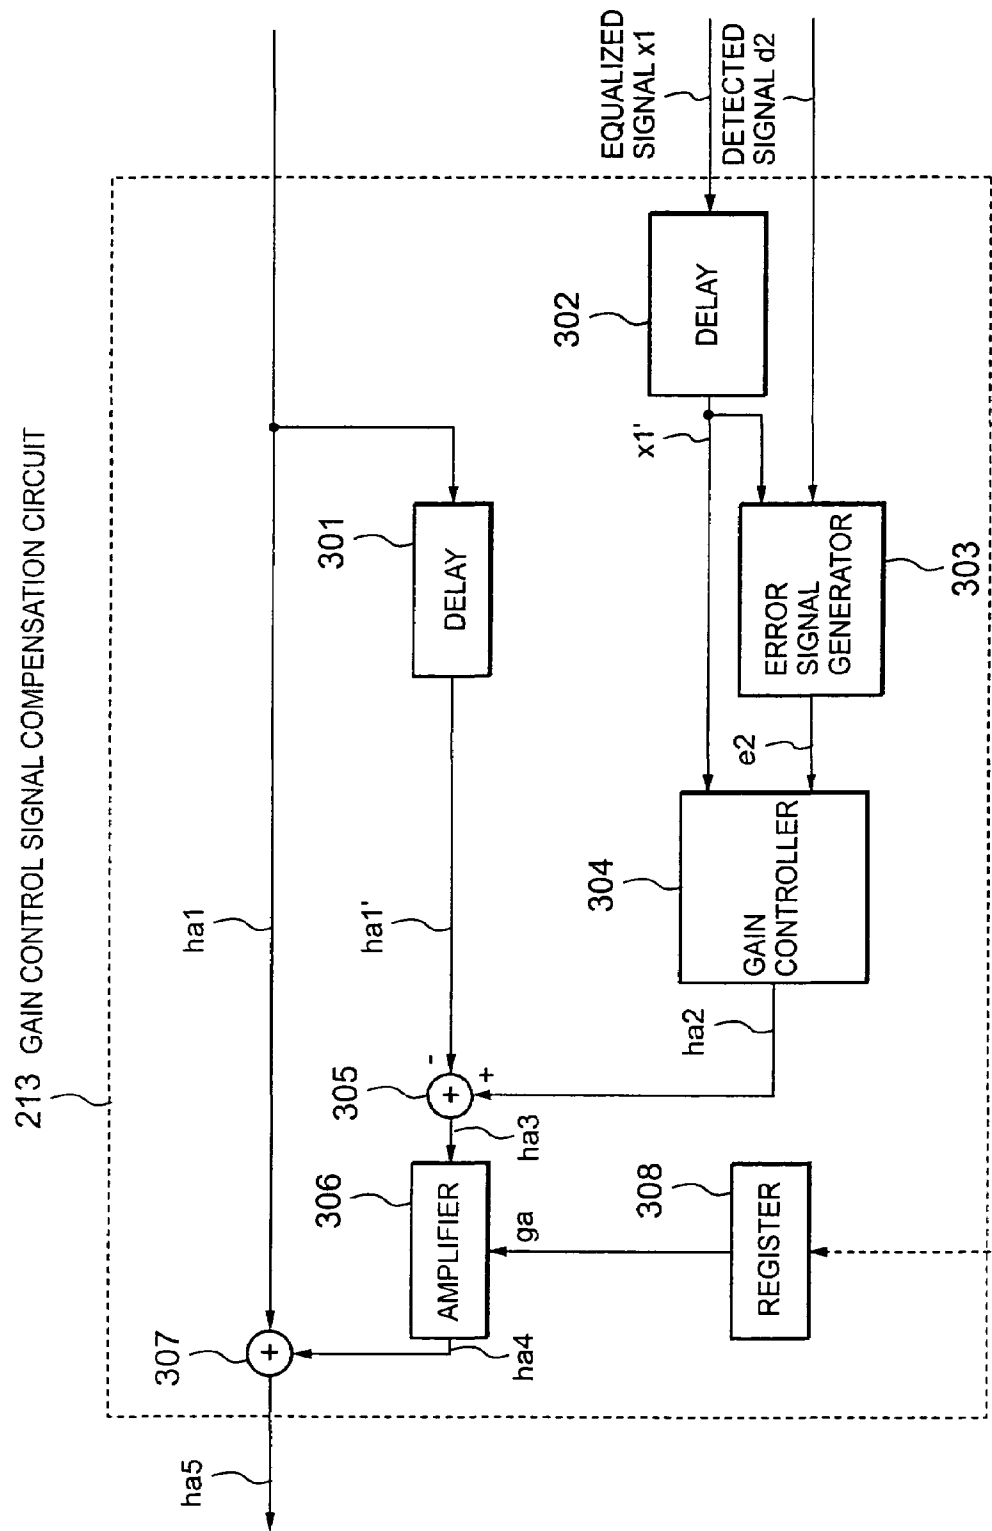 213 GAIN CONTROL SIGNAL COMPENSATION CIRCUIT
ha5
307
ha1
ha4
306
AMPLIFIER
ha3
305
+
+
-
+
ha1'
301
DELAY
ga
308
REGISTER
ha2
304
GAIN
CONTROLLER
e2
303
ERROR
SIGNAL
GENERATOR
x1'
302
DELAY
EQUALIZED
SIGNAL x1
DETECTED
SIGNAL d2